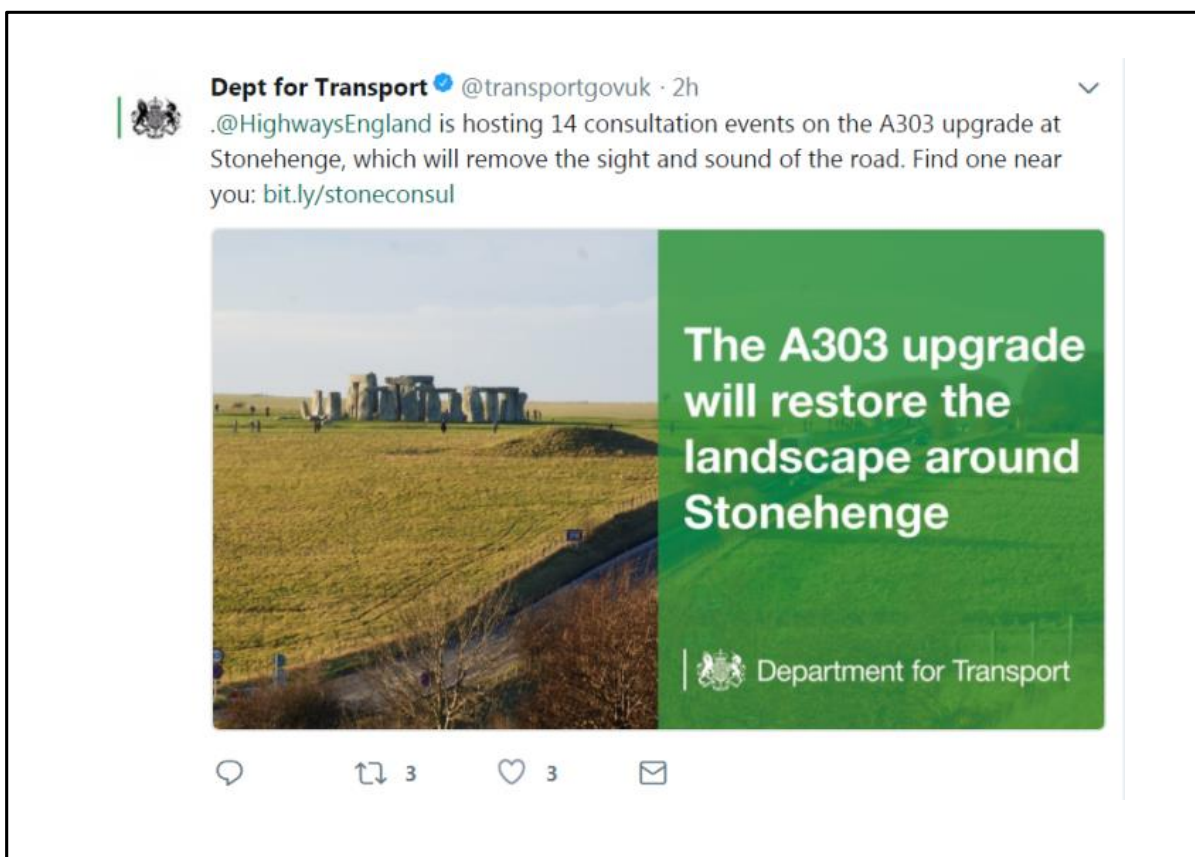 Dept for Transport @transportgovuk · 2h
.@HighwaysEngland is hosting 14 consultation events on the A303 upgrade at
Stonehenge, which will remove the sight and sound of the road. Find one near
you: bit.ly/stoneconsul
The A303 upgrade
will restore the
landscape around
Stonehenge
Department for Transport
3 3